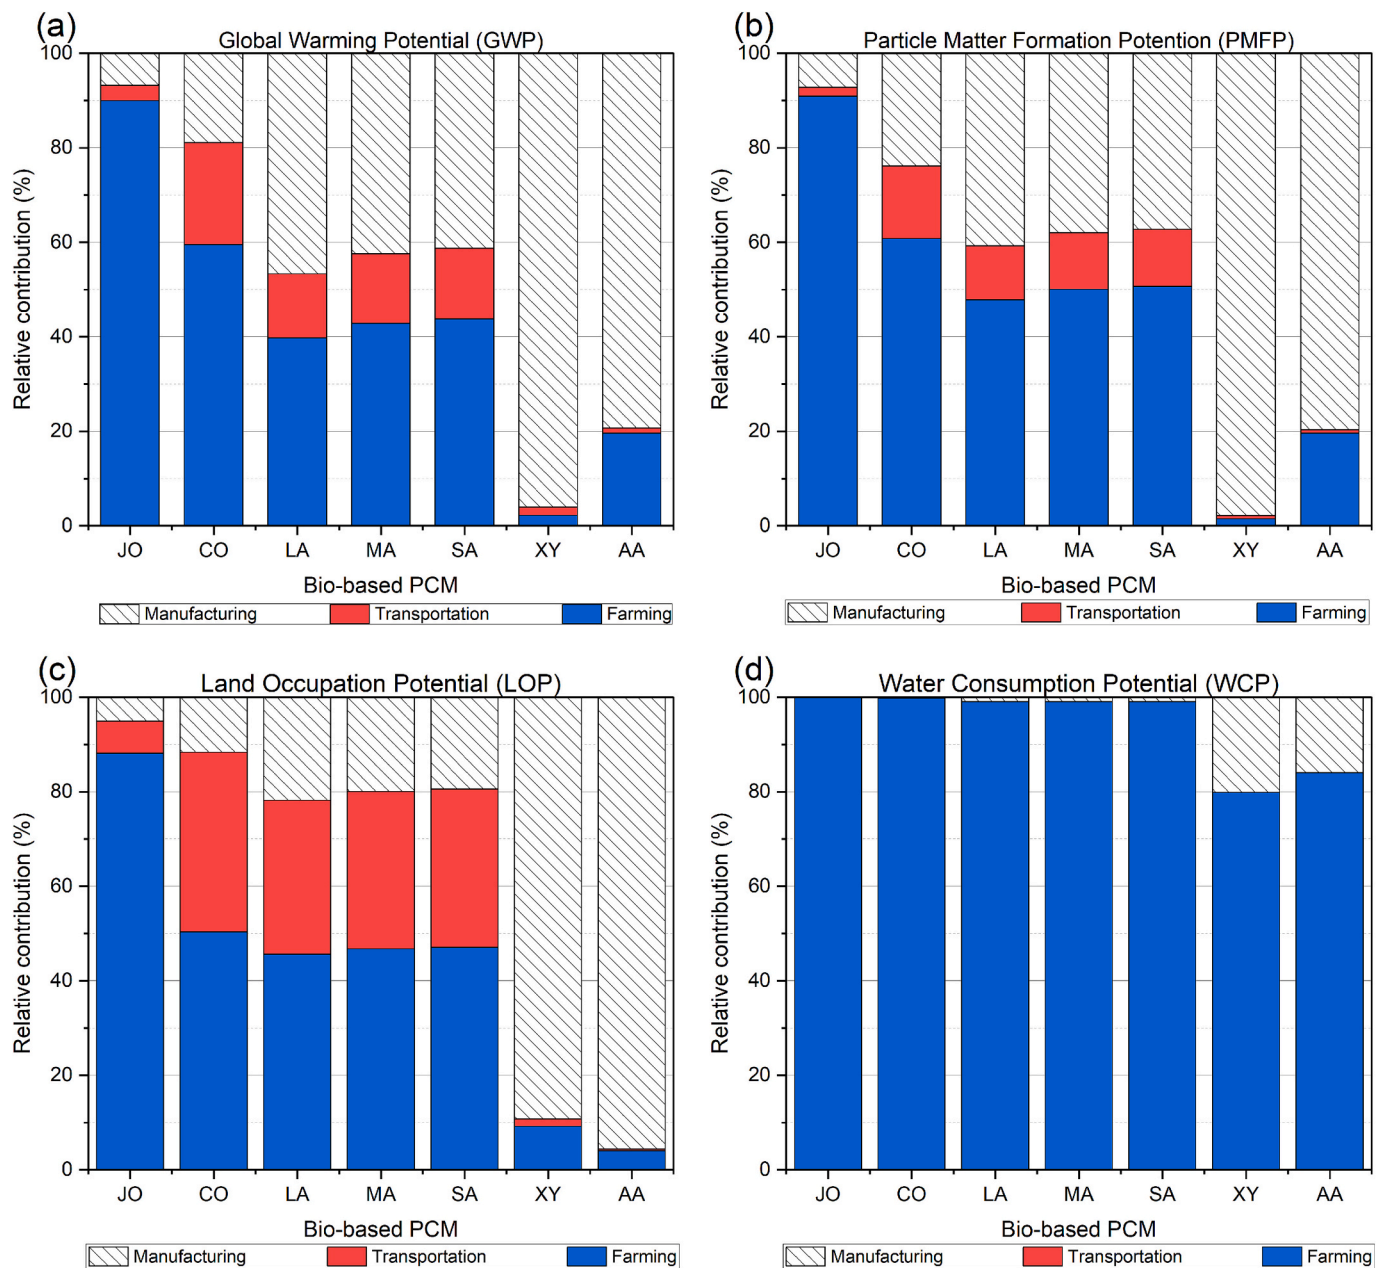 (a)
Global Warming Potential (GWP)
100
80
60
40
20
0
Relative contribution (%)
JO CO LA MA SA XY AA
Bio-based PCM
Manufacturing Transportation Farming
(b)
Particle Matter Formation Potention (PMFP)
100
80
60
40
20
0
Relative contribution (%)
JO CO LA MA SA XY AA
Bio-based PCM
Manufacturing Transportation Farming
(c)
Land Occupation Potential (LOP)
100
80
60
40
20
0
Relative contribution (%)
JO CO LA MA SA XY AA
Bio-based PCM
Manufacturing Transportation Farming
(d)
Water Consumption Potential (WCP)
100
80
60
40
20
0
Relative contribution (%)
JO CO LA MA SA XY AA
Bio-based PCM
Manufacturing Transportation Farming